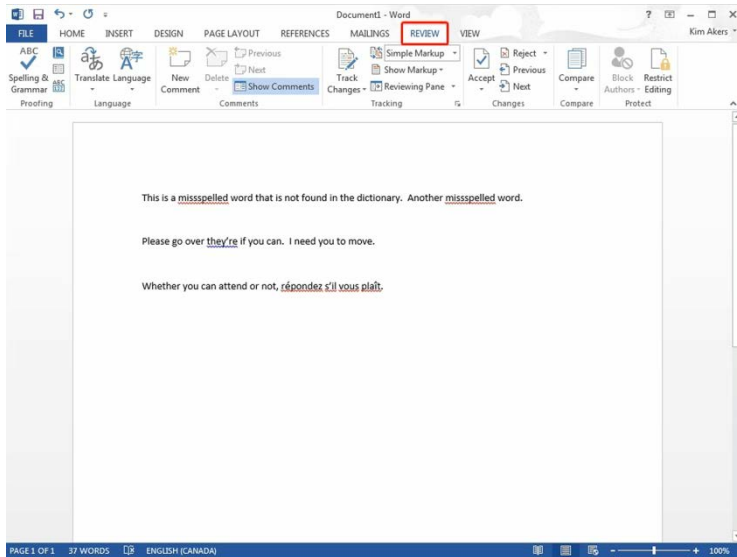 Document1 - Word
Kim Akers
FILE HOME INSERT DESIGN PAGE LAYOUT REFERENCES MAILINGS REVIEW VIEW
ABC
Spelling & Grammar
ABC
Proofing
Translate
Language
Language
New Comment
Delete
Previous
Next
Show Comments
Comments
Track Changes
Simple Markup
Show Markup
Reviewing Pane
Tracking
Accept
Reject
Previous
Next
Changes
Compare
Compare
Block Authors
Restrict Editing
Protect
This is a missspelled word that is not found in the dictionary. Another missspelled word.
Please go over they're if you can. I need you to move.
Whether you can attend or not, répondez s'il vous plaît.
PAGE 1 OF 1 37 WORDS ENGLISH (CANADA) 100%